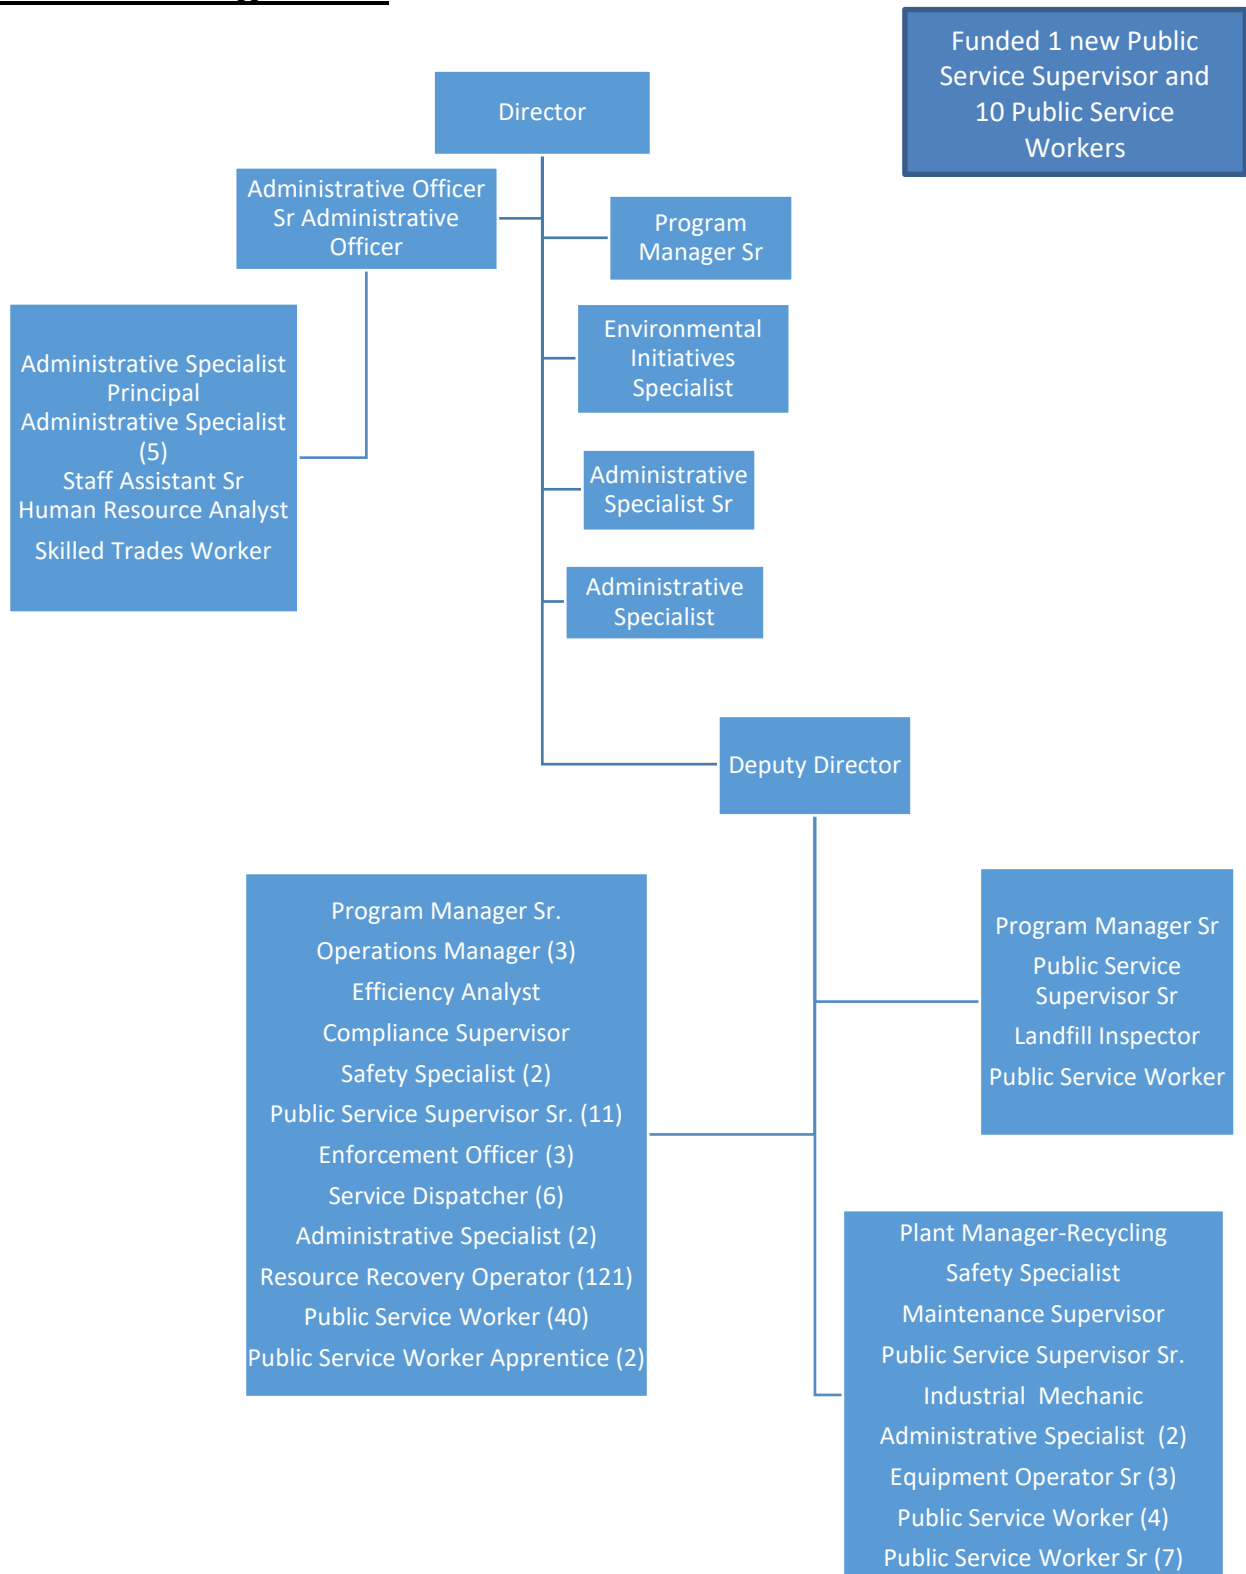 Funded 1 new Public
Service Supervisor and
10 Public Service
Workers
Director
Administrative Officer
Sr Administrative
Officer
Program
Manager Sr
Administrative Specialist
Principal
Administrative Specialist
(5)
Staff Assistant Sr
Human Resource Analyst
Skilled Trades Worker
Environmental
Initiatives
Specialist
Administrative
Specialist Sr
Administrative
Specialist
Deputy Director
Program Manager Sr.
Operations Manager (3)
Efficiency Analyst
Compliance Supervisor
Safety Specialist (2)
Public Service Supervisor Sr. (11)
Enforcement Officer (3)
Service Dispatcher (6)
Administrative Specialist (2)
Resource Recovery Operator (121)
Public Service Worker (40)
Public Service Worker Apprentice (2)
Program Manager Sr
Public Service
Supervisor Sr
Landfill Inspector
Public Service Worker
Plant Manager-Recycling
Safety Specialist
Maintenance Supervisor
Public Service Supervisor Sr.
Industrial  Mechanic
Administrative Specialist  (2)
Equipment Operator Sr (3)
Public Service Worker (4)
Public Service Worker Sr (7)